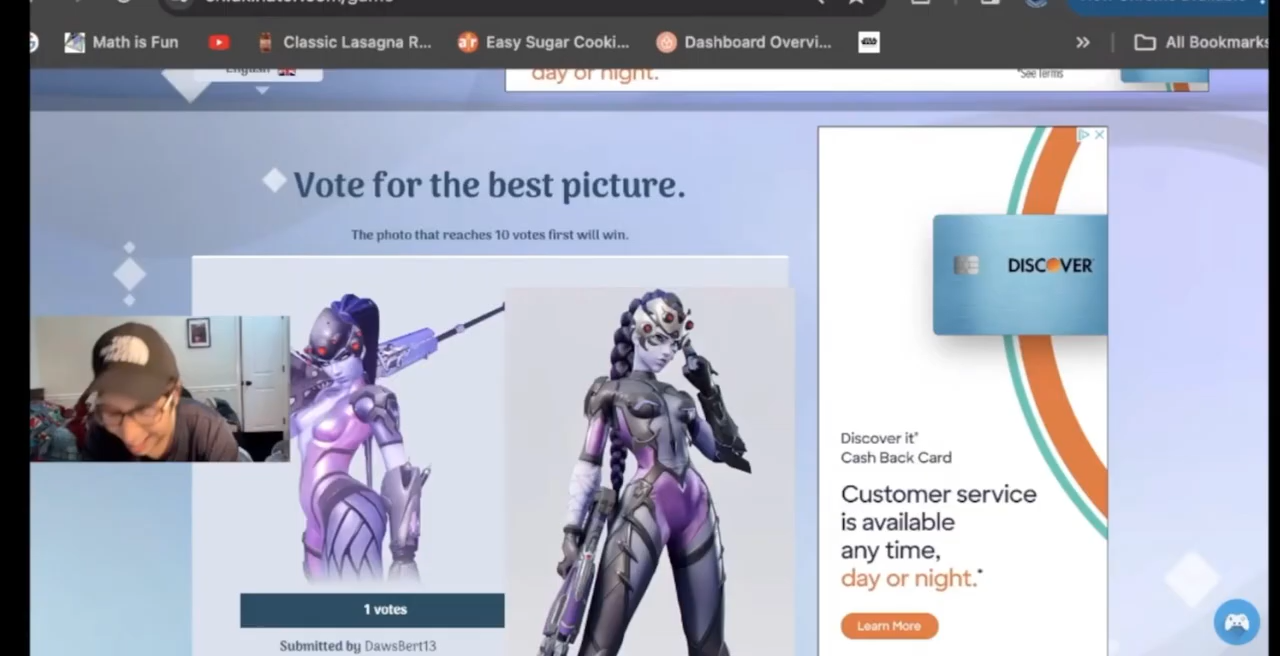 Math is Fun
Classic Lasagna R...
Easy Sugar Cooki...
Dashboard Overvi...
»
All Bookmarks
English
day or night.
*See Terms
Vote for the best picture.
The photo that reaches 10 votes first will win.
DISCOVER
Discover it®
Cash Back Card
Customer service
is available
any time,
day or night.*
Learn More
1 votes
Submitted by DawsBert13